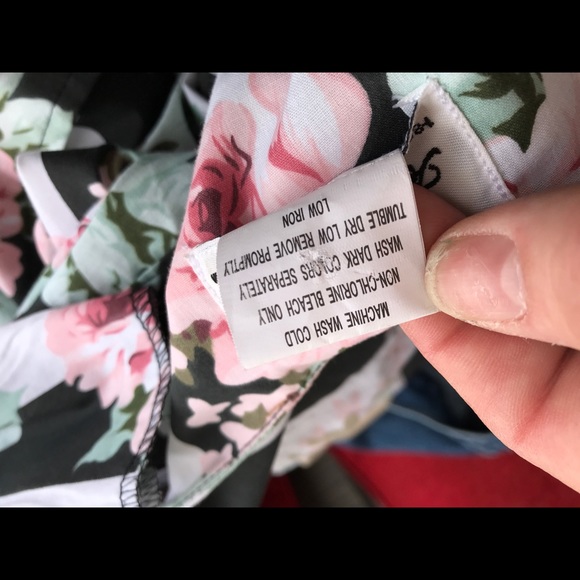 MACHINE WASH COLD
NON-CHLORINE BLEACH ONLY
WASH DARK COLORS SEPARATELY
TUMBLE DRY LOW REMOVE PROMPTLY
LOW IRON